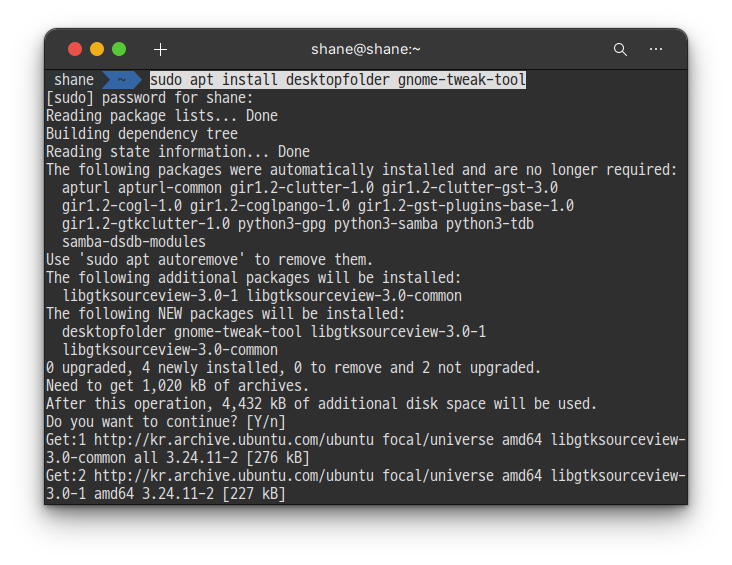 shane@shane:~
shane ~ sudo apt install desktopfolder gnome-tweak-tool
[sudo] password for shane:
Reading package lists... Done
Building dependency tree
Reading state information... Done
The following packages were automatically installed and are no longer required:
  apturl apturl-common gir1.2-clutter-1.0 gir1.2-clutter-gst-3.0
  gir1.2-cogl-1.0 gir1.2-coglpango-1.0 gir1.2-gst-plugins-base-1.0
  gir1.2-gtkclutter-1.0 python3-gpg python3-samba python3-tdb
  samba-dsdb-modules
Use 'sudo apt autoremove' to remove them.
The following additional packages will be installed:
  libgtksourceview-3.0-1 libgtksourceview-3.0-common
The following NEW packages will be installed:
  desktopfolder gnome-tweak-tool libgtksourceview-3.0-1
  libgtksourceview-3.0-common
0 upgraded, 4 newly installed, 0 to remove and 2 not upgraded.
Need to get 1,020 kB of archives.
After this operation, 4,432 kB of additional disk space will be used.
Do you want to continue? [Y/n]
Get:1 http://kr.archive.ubuntu.com/ubuntu focal/universe amd64 libgtksourceview-
3.0-common all 3.24.11-2 [276 kB]
Get:2 http://kr.archive.ubuntu.com/ubuntu focal/universe amd64 libgtksourceview-
3.0-1 amd64 3.24.11-2 [227 kB]